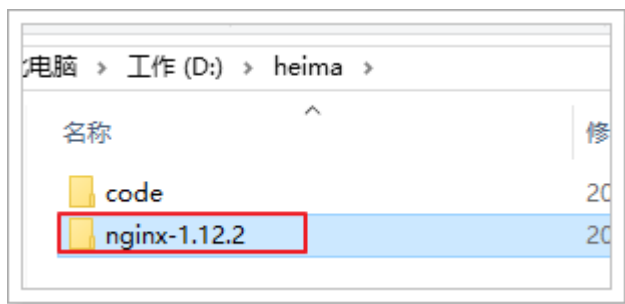 电脑 > 工作 (D:) > heima >
名称 修
code 20
nginx-1.12.2 20